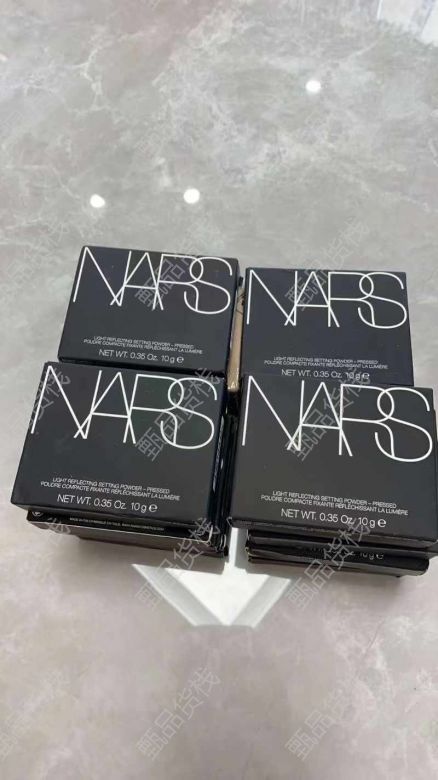 NARS
LIGHT REFLECTING SETTING POWDER – PRESSED
POUDRE COMPACTE FIXANTE RÉFLÉCHISSANT LA LUMIÈRE
NET WT. 0.35 Oz. 10 g ℮
NARS
LIGHT REFLECTING SETTING POWDER – PRESSED
POUDRE COMPACTE FIXANTE RÉFLÉCHISSANT LA LUMIÈRE
NET WT. 0.35 Oz. 10 g ℮
NARS
LIGHT REFLECTING SETTING POWDER – PRESSED
POUDRE COMPACTE FIXANTE RÉFLÉCHISSANT LA LUMIÈRE
NET WT. 0.35 Oz. 10 g ℮
NARS
LIGHT REFLECTING SETTING POWDER – PRESSED
POUDRE COMPACTE FIXANTE RÉFLÉCHISSANT LA LUMIÈRE
NET WT. 0.35 Oz. 10 g ℮
10 g ℮
甄品货栈